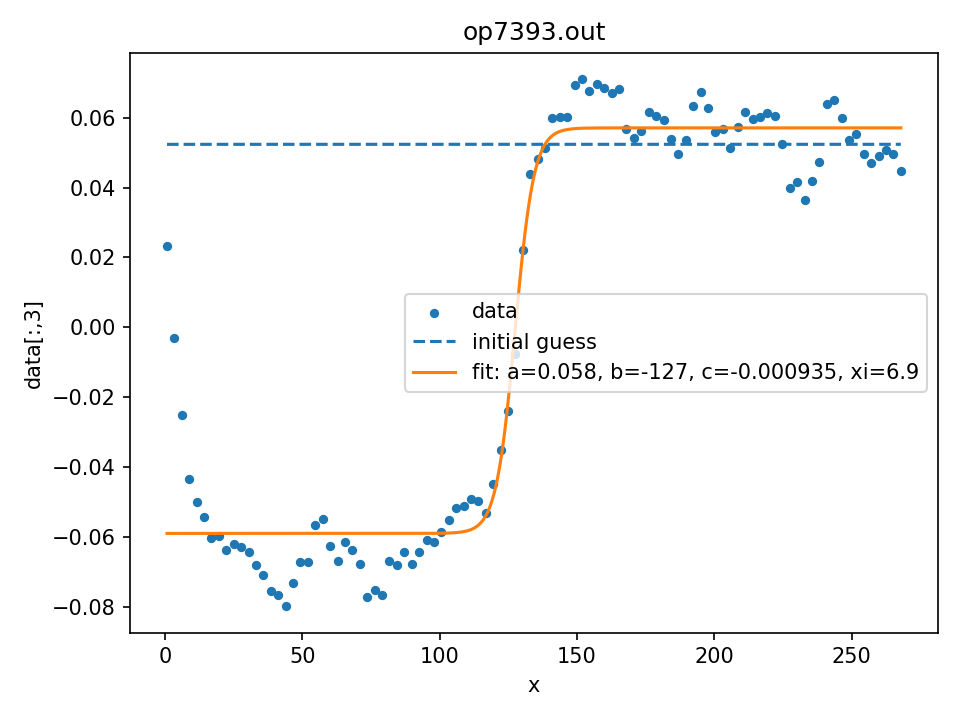 op7393.out
0.06
0.04
0.02
0.00
−0.02
−0.04
−0.06
−0.08
data[:,3]
data
initial guess
fit: a=0.058, b=-127, c=-0.000935, xi=6.9
0 50 100 150 200 250
x